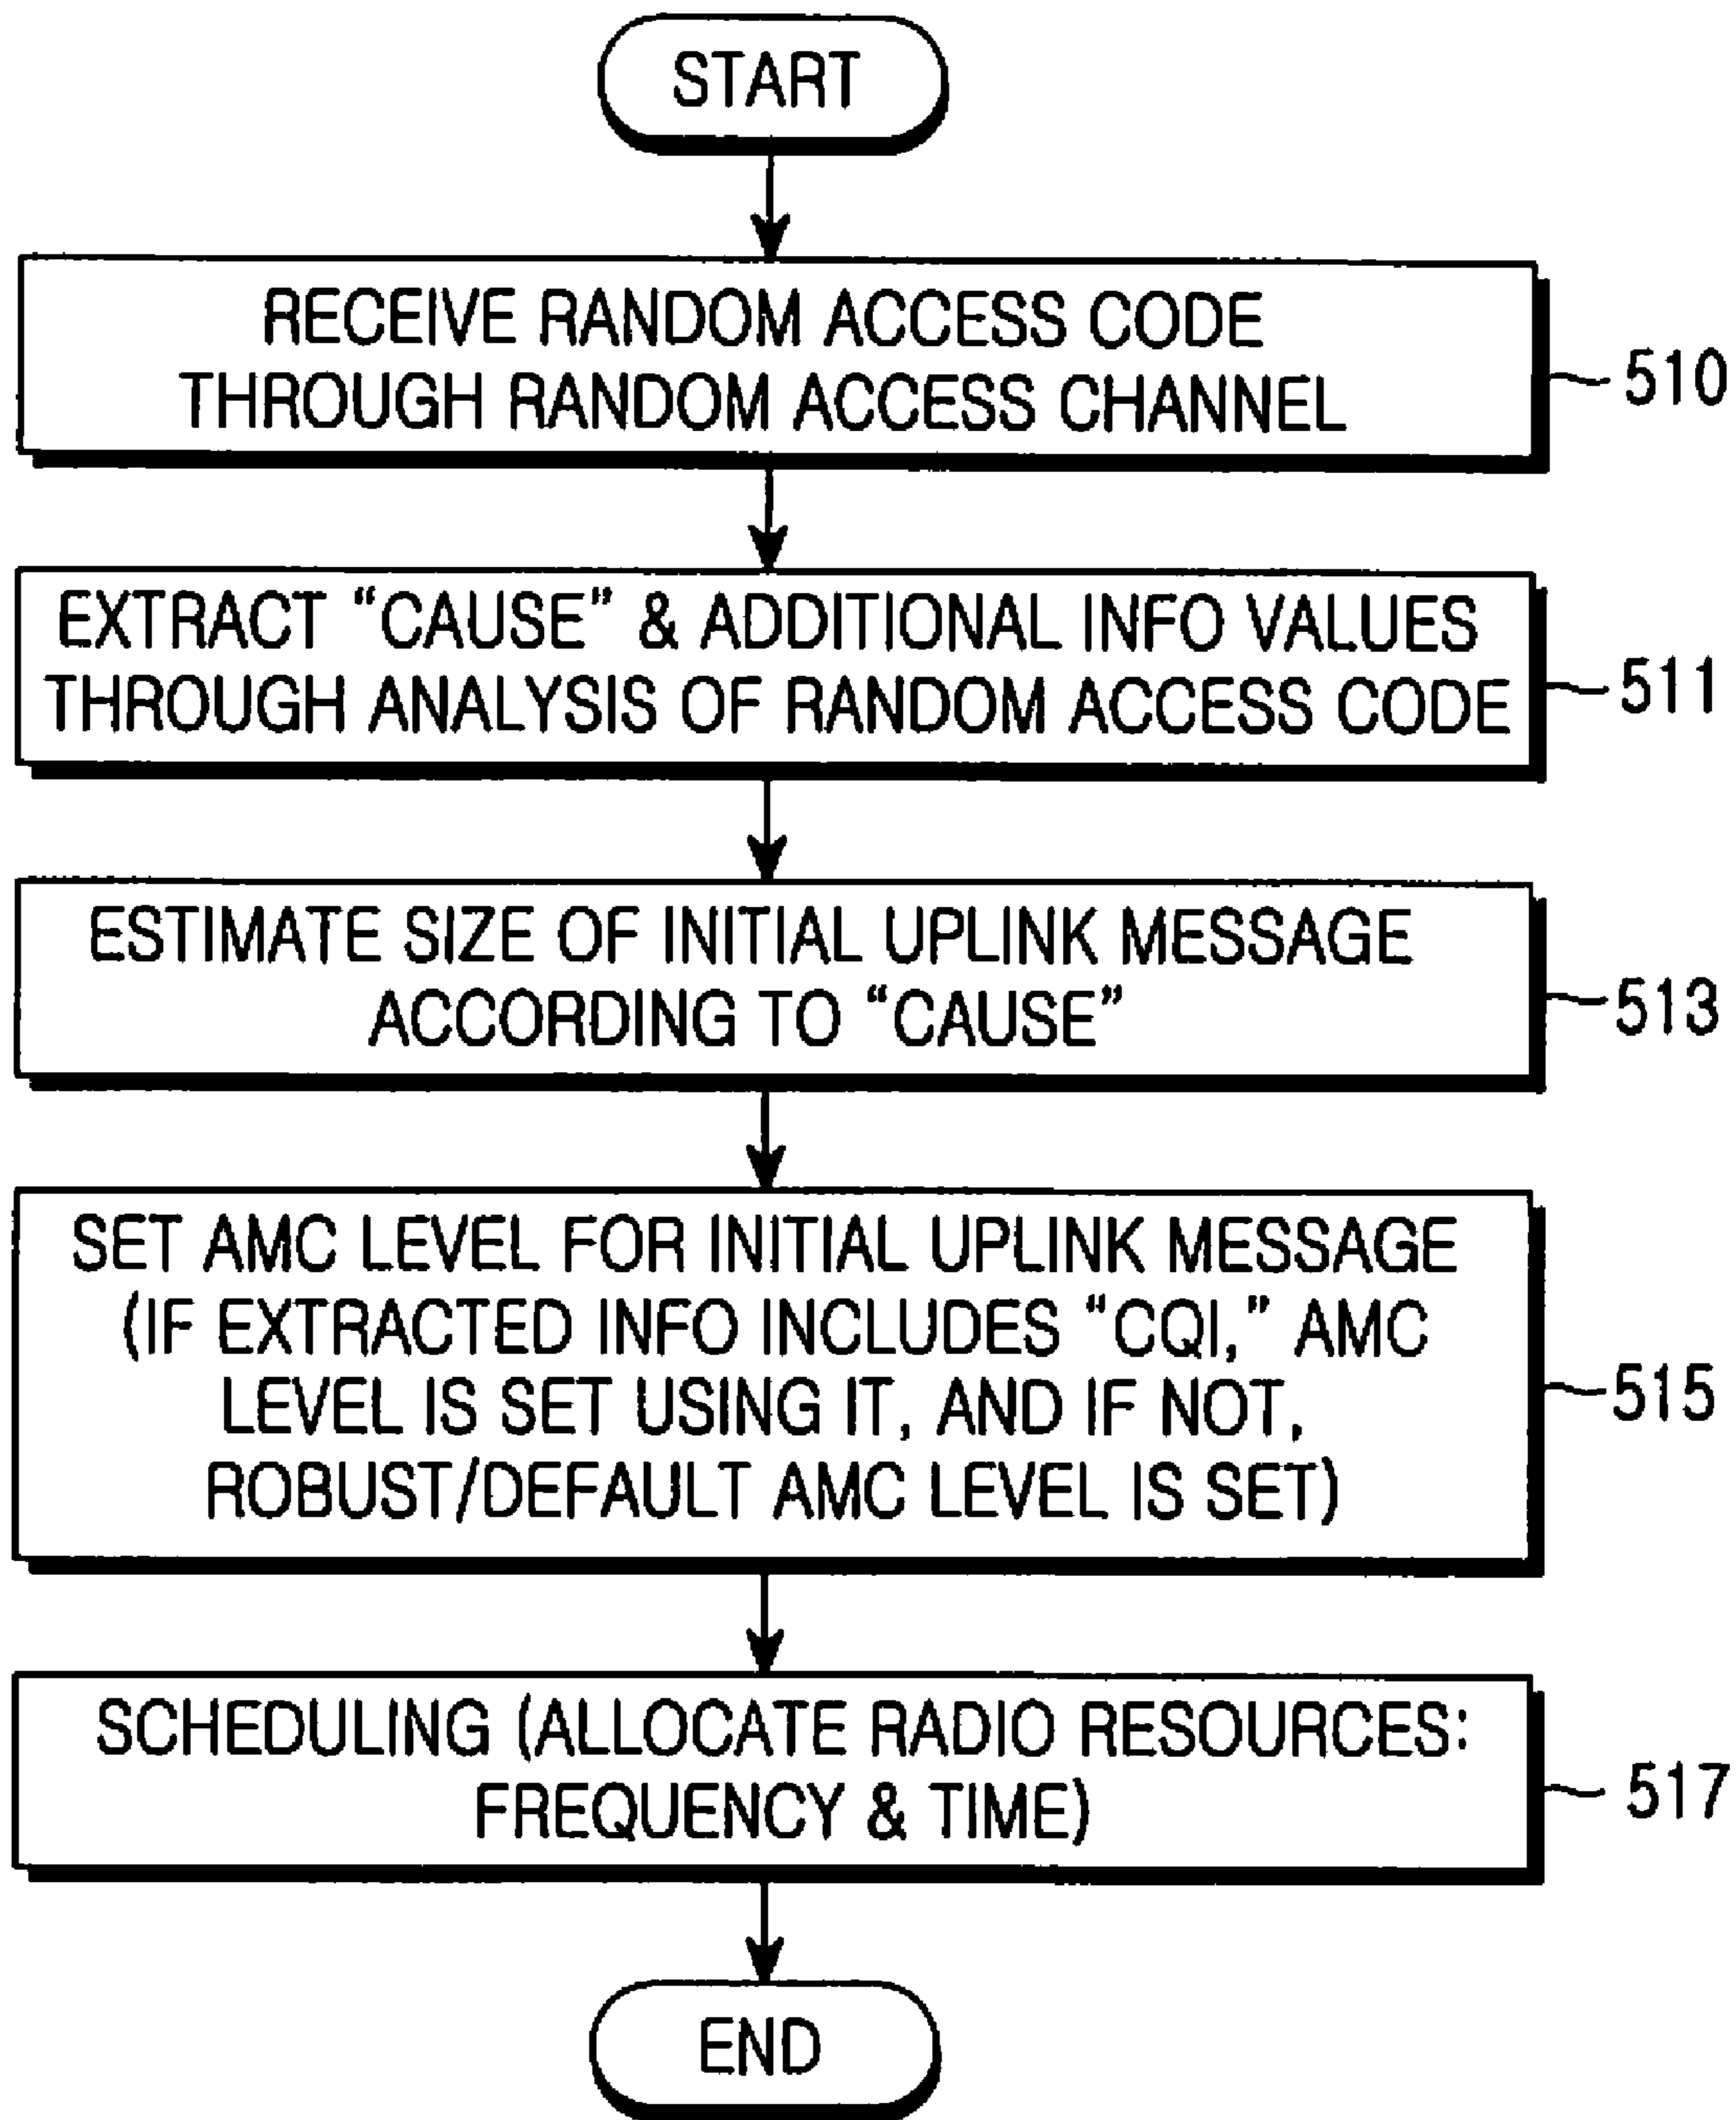 START
RECEIVE RANDOM ACCESS CODE
THROUGH RANDOM ACCESS CHANNEL
510
EXTRACT “CAUSE” & ADDITIONAL INFO VALUES
THROUGH ANALYSIS OF RANDOM ACCESS CODE
511
ESTIMATE SIZE OF INITIAL UPLINK MESSAGE
ACCORDING TO “CAUSE”
513
SET AMC LEVEL FOR INITIAL UPLINK MESSAGE
(IF EXTRACTED INFO INCLUDES “CQI,” AMC
LEVEL IS SET USING IT, AND IF NOT,
ROBUST/DEFAULT AMC LEVEL IS SET)
515
SCHEDULING (ALLOCATE RADIO RESOURCES:
FREQUENCY & TIME)
517
END